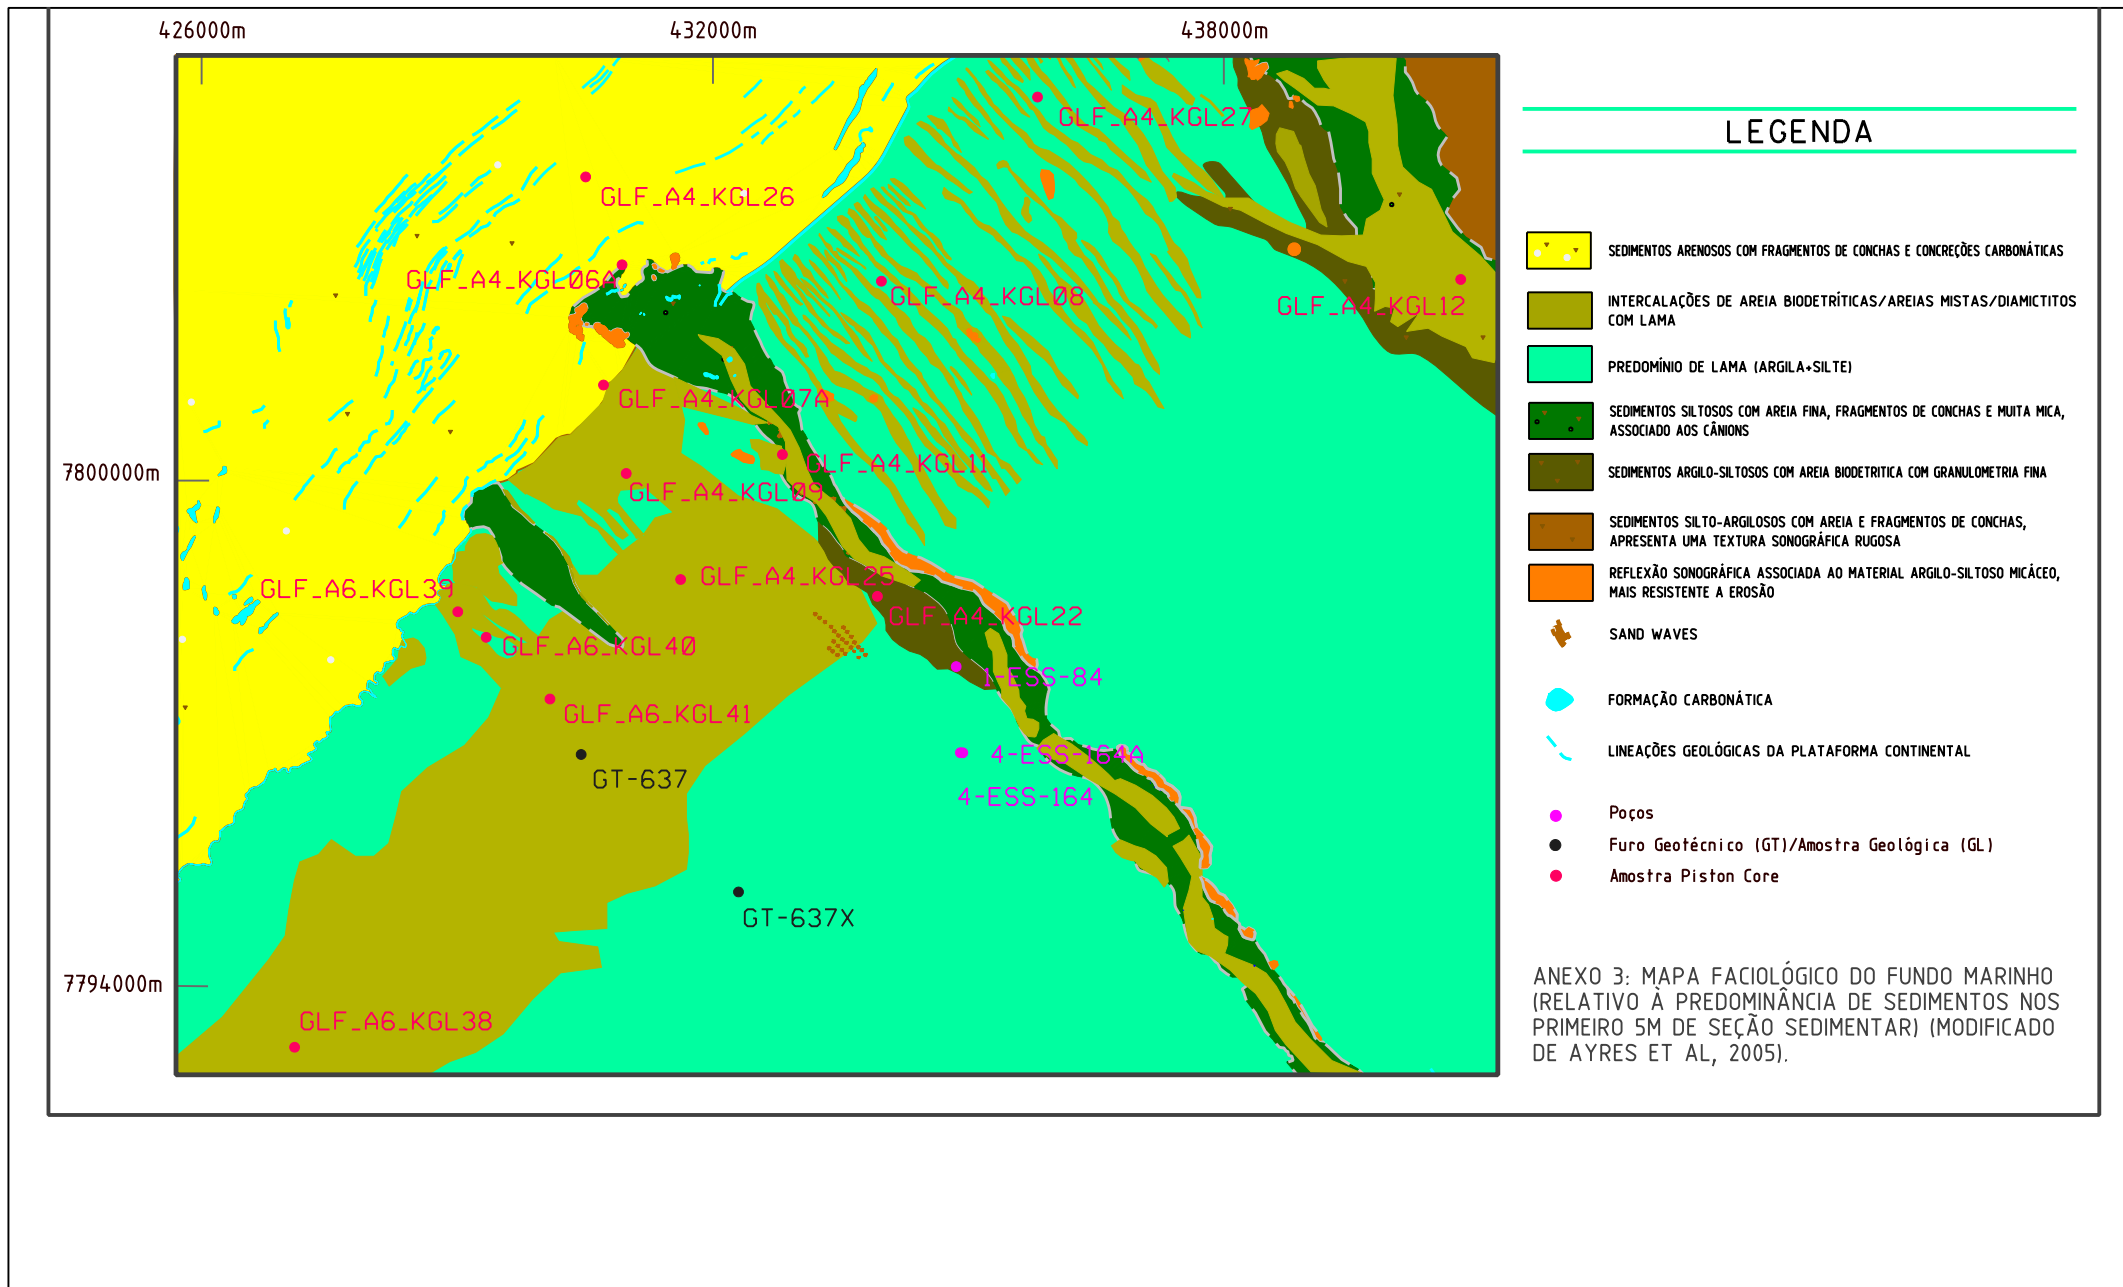 426000m
432000m
438000m
7800000m
7794000m
GLF_A4_KGL27
GLF_A4_KGL26
GLF_A4_KGL06A
GLF_A4_KGL08
GLF_A4_KGL12
GLF_A4_KGL07A
GLF_A4_KGL11
GLF_A4_KGL09
GLF_A4_KGL25
GLF_A6_KGL39
GLF_A4_KGL22
GLF_A6_KGL40
1-ESS-84
GLF_A6_KGL41
4-ESS-164A
GT-637
4-ESS-164
GT-637X
GLF_A6_KGL38
LEGENDA
SEDIMENTOS ARENOSOS COM FRAGMENTOS DE CONCHAS E CONCREÇÕES CARBONÁTICAS
INTERCALAÇÕES DE AREIA BIODETRÍTICAS/AREIAS MISTAS/DIAMICTITOS
COM LAMA
PREDOMÍNIO DE LAMA (ARGILA+SILTE)
SEDIMENTOS SILTOSOS COM AREIA FINA, FRAGMENTOS DE CONCHAS E MUITA MICA,
ASSOCIADO AOS CÂNIONS
SEDIMENTOS ARGILO-SILTOSOS COM AREIA BIODETRITICA COM GRANULOMETRIA FINA
SEDIMENTOS SILTO-ARGILOSOS COM AREIA E FRAGMENTOS DE CONCHAS,
APRESENTA UMA TEXTURA SONOGRÁFICA RUGOSA
REFLEXÃO SONOGRÁFICA ASSOCIADA AO MATERIAL ARGILO-SILTOSO MICÁCEO,
MAIS RESISTENTE A EROSÃO
SAND WAVES
FORMAÇÃO CARBONÁTICA
LINEAÇÕES GEOLÓGICAS DA PLATAFORMA CONTINENTAL
Poços
Furo Geotécnico (GT)/Amostra Geológica (GL)
Amostra Piston Core
ANEXO 3: MAPA FACIOLÓGICO DO FUNDO MARINHO
(RELATIVO À PREDOMINÂNCIA DE SEDIMENTOS NOS
PRIMEIRO 5M DE SEÇÃO SEDIMENTAR) (MODIFICADO
DE AYRES ET AL, 2005).